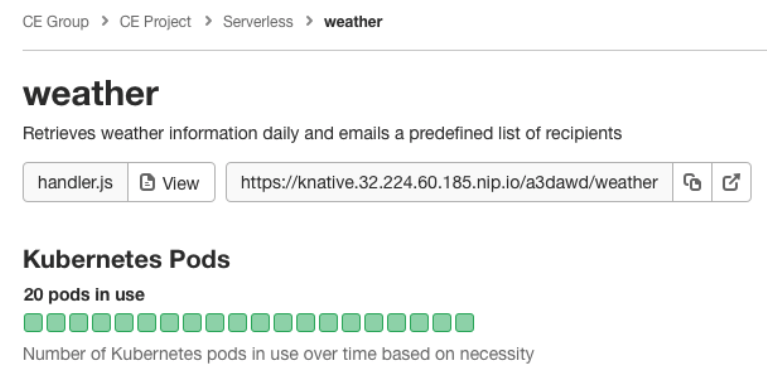 CE Group > CE Project > Serverless > weather
weather
Retrieves weather information daily and emails a predefined list of recipients
handler.js View https://knative.32.224.60.185.nip.io/a3dawd/weather
Kubernetes Pods
20 pods in use
Number of Kubernetes pods in use over time based on necessity